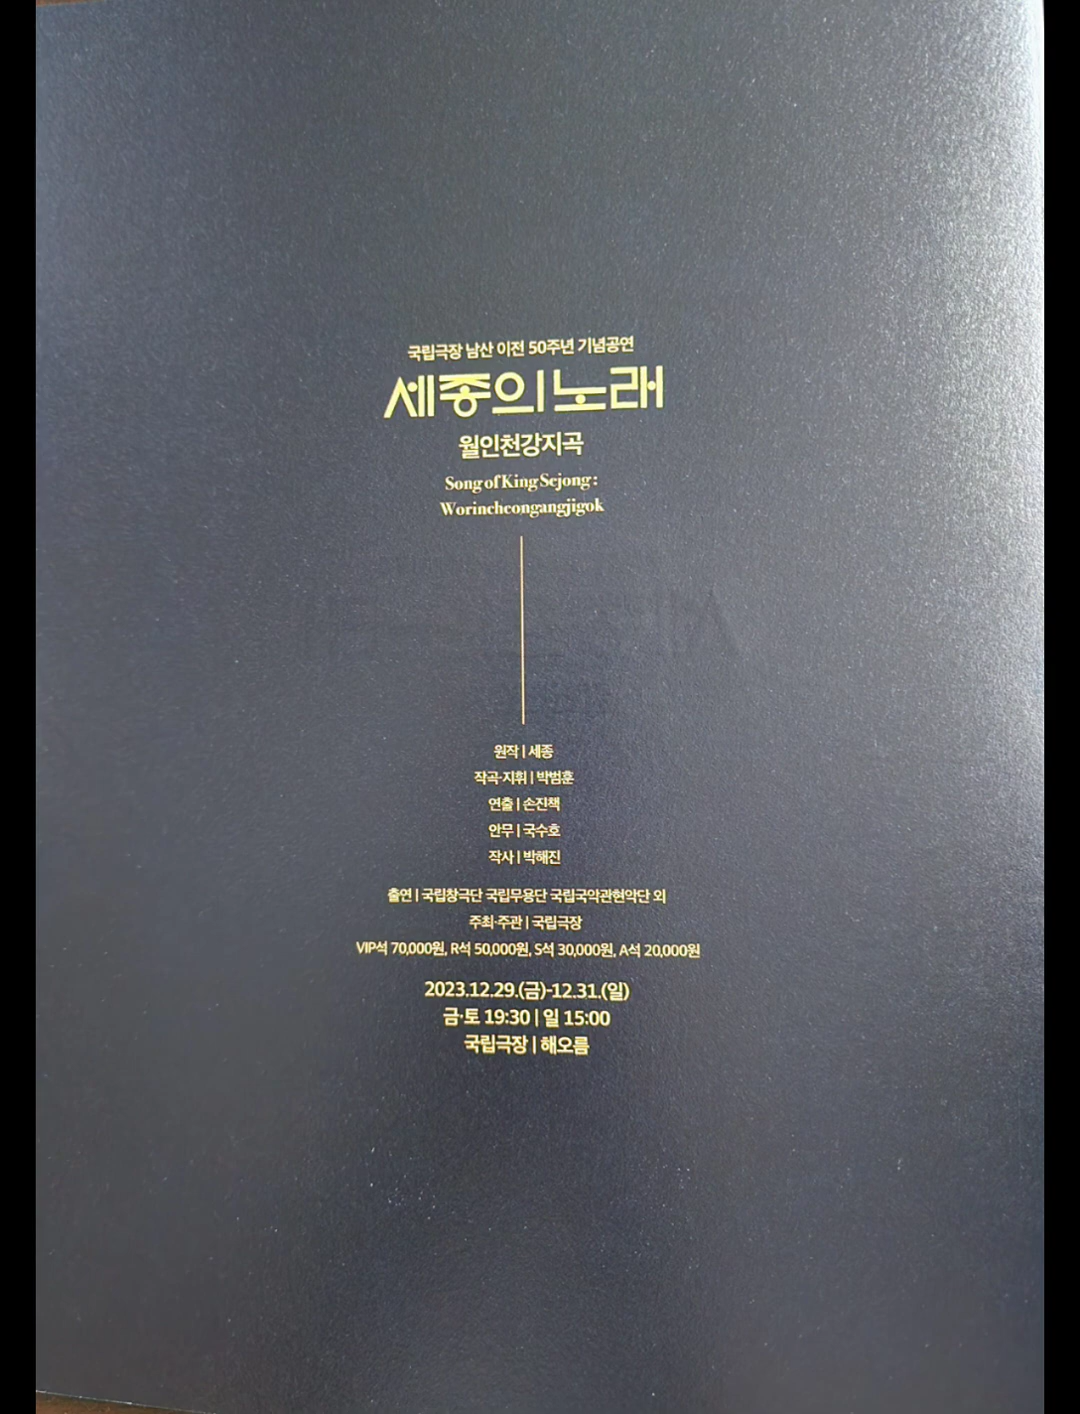 국립극장 남산 이전 50주년 기념공연
세종의 노래
월인천강지곡
Song of King Sejong :
Worincheongangjigok
원작 | 세종
작곡·지휘 | 박범훈
연출 | 손진책
안무 | 국수호
작사 | 박해진
출연 | 국립창극단 국립무용단 국립국악관현악단 외
주최·주관 | 국립극장
VIP석 70,000원, R석 50,000원, S석 30,000원, A석 20,000원
2023.12.29.(금)-12.31.(일)
금·토 19:30 | 일 15:00
국립극장 | 해오름